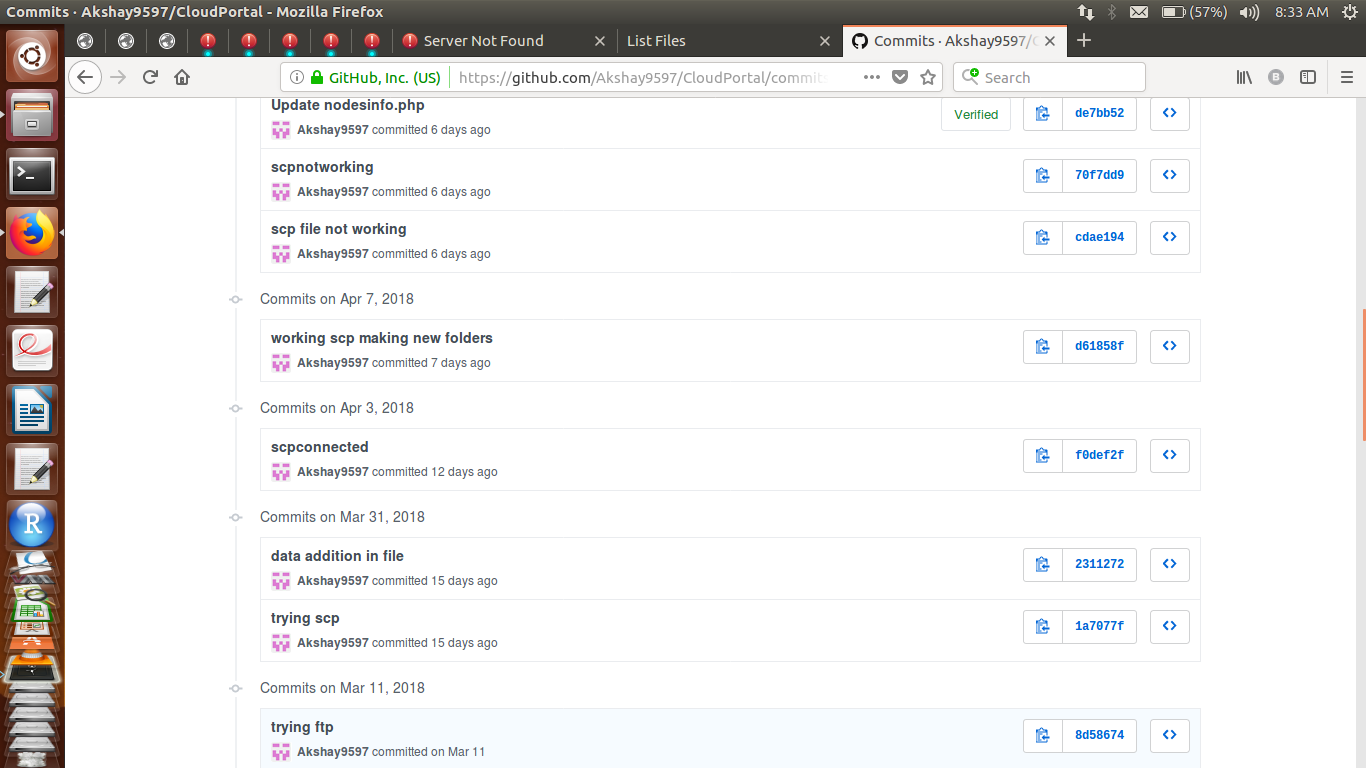 Commits · Akshay9597/CloudPortal - Mozilla Firefox
(57%)
8:33 AM
Server Not Found
List Files
Commits · Akshay9597/C
GitHub, Inc. (US)
https://github.com/Akshay9597/CloudPortal/commits
Search
Update nodesinfo.php
Akshay9597 committed 6 days ago
Verified
de7bb52
scpnotworking
Akshay9597 committed 6 days ago
70f7dd9
scp file not working
Akshay9597 committed 6 days ago
cdae194
Commits on Apr 7, 2018
working scp making new folders
Akshay9597 committed 7 days ago
d61858f
Commits on Apr 3, 2018
scpconnected
Akshay9597 committed 12 days ago
f0def2f
Commits on Mar 31, 2018
data addition in file
Akshay9597 committed 15 days ago
2311272
trying scp
Akshay9597 committed 15 days ago
1a7077f
Commits on Mar 11, 2018
trying ftp
Akshay9597 committed on Mar 11
8d58674